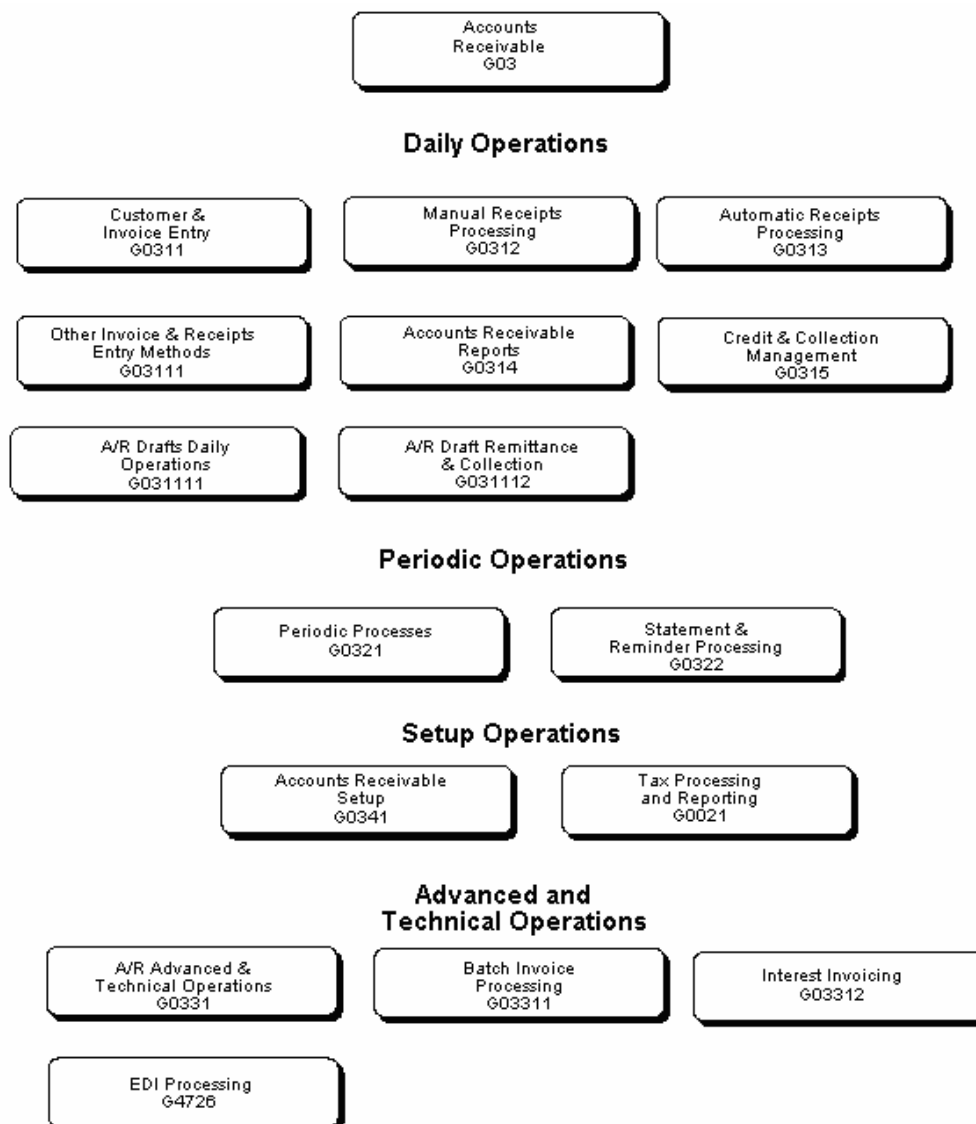 Accounts
Receivable
G03
Daily Operations
Customer &
Invoice Entry
G0311
Manual Receipts
Processing
G0312
Automatic Receipts
Processing
G0313
Other Invoice & Receipts
Entry Methods
G03111
Accounts Receivable
Reports
G0314
Credit & Collection
Management
G0315
A/R Drafts Daily
Operations
G031111
A/R Draft Remittance
& Collection
G031112
Periodic Operations
Periodic Processes
G0321
Statement &
Reminder Processing
G0322
Setup Operations
Accounts Receivable
Setup
G0341
Tax Processing
and Reporting
G0021
Advanced and
Technical Operations
A/R Advanced &
Technical Operations
G0331
Batch Invoice
Processing
G03311
Interest Invoicing
G03312
EDI Processing
G4726